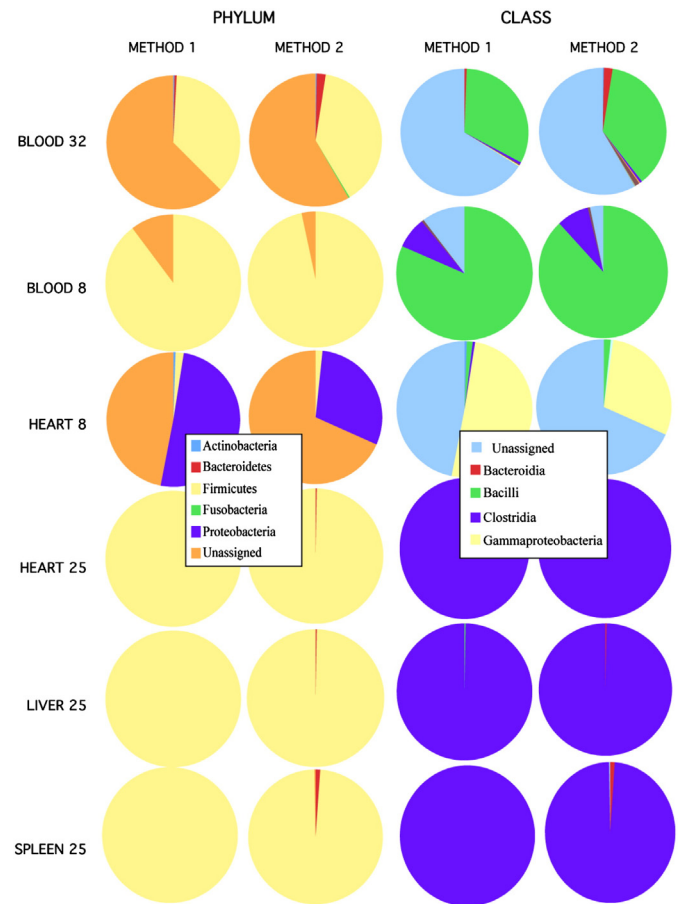 PHYLUM CLASS
METHOD 1 METHOD 2 METHOD 1 METHOD 2
BLOOD 32
BLOOD 8
HEART 8
Actinobacteria
Bacteroidetes
Firmicutes
Fusobacteria
Proteobacteria
Unassigned
Unassigned
Bacteroidia
Bacilli
Clostridia
Gammaproteobacteria
HEART 25
LIVER 25
SPLEEN 25